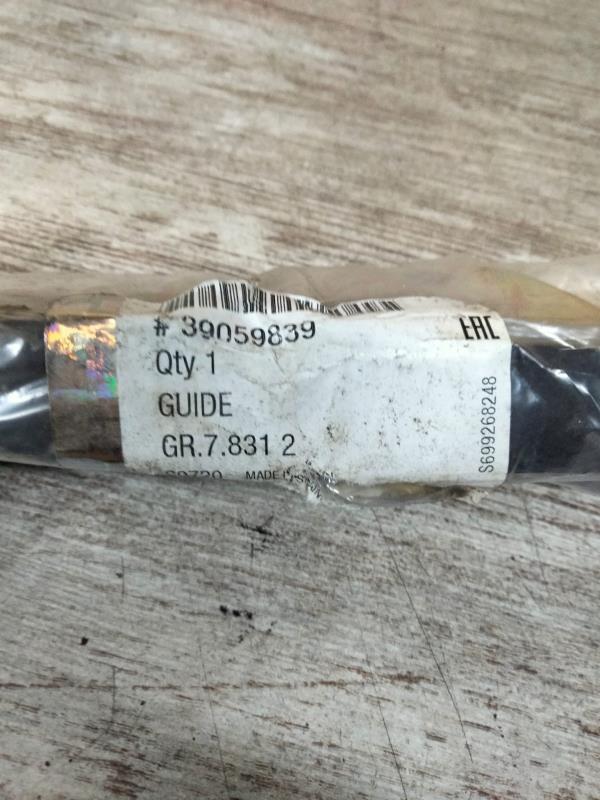 # 39059839
EAC
Qty 1
GUIDE
GR.7.831 2
MADE
S699268248